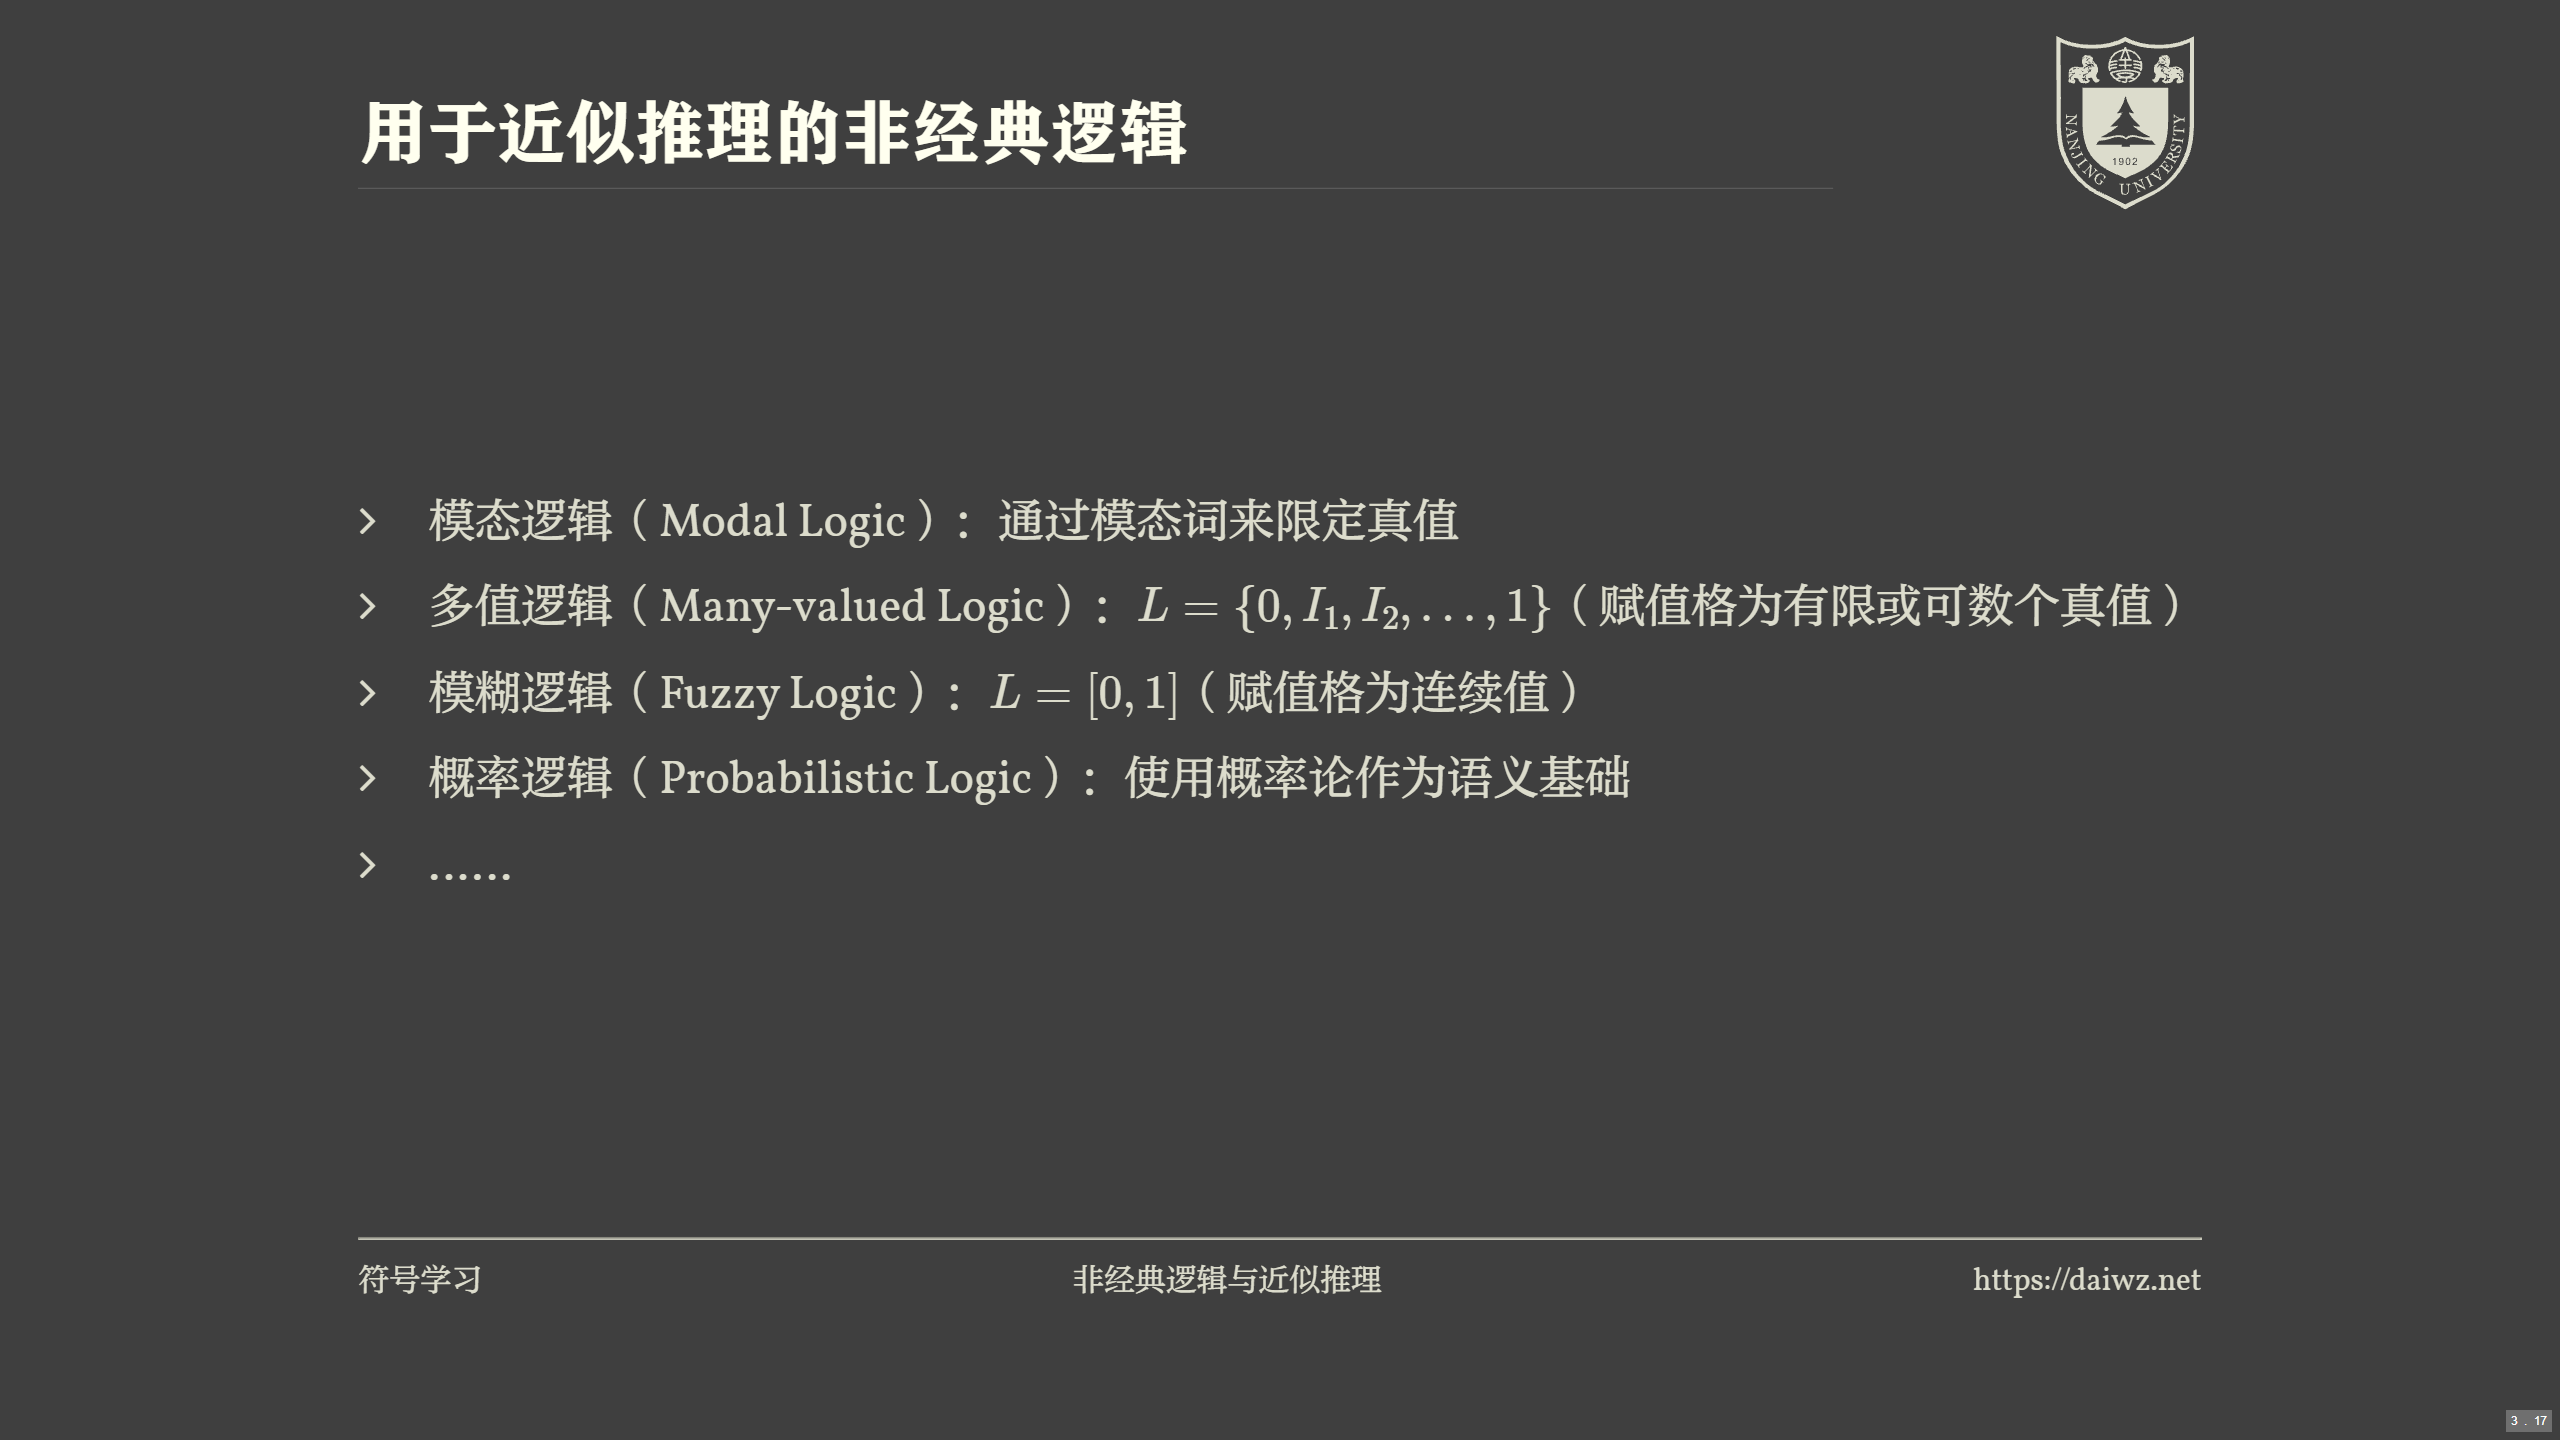 用于近似推理的非经典逻辑
NANJING UNIVERSITY
1902
模态逻辑（Modal Logic）：通过模态词来限定真值
多值逻辑（Many-valued Logic）：L = {0, I₁, I₂, …, 1}（赋值格为有限或可数个真值）
模糊逻辑（Fuzzy Logic）：L = [0, 1]（赋值格为连续值）
概率逻辑（Probabilistic Logic）：使用概率论作为语义基础
……
符号学习
非经典逻辑与近似推理
https://daiwz.net
3 . 17